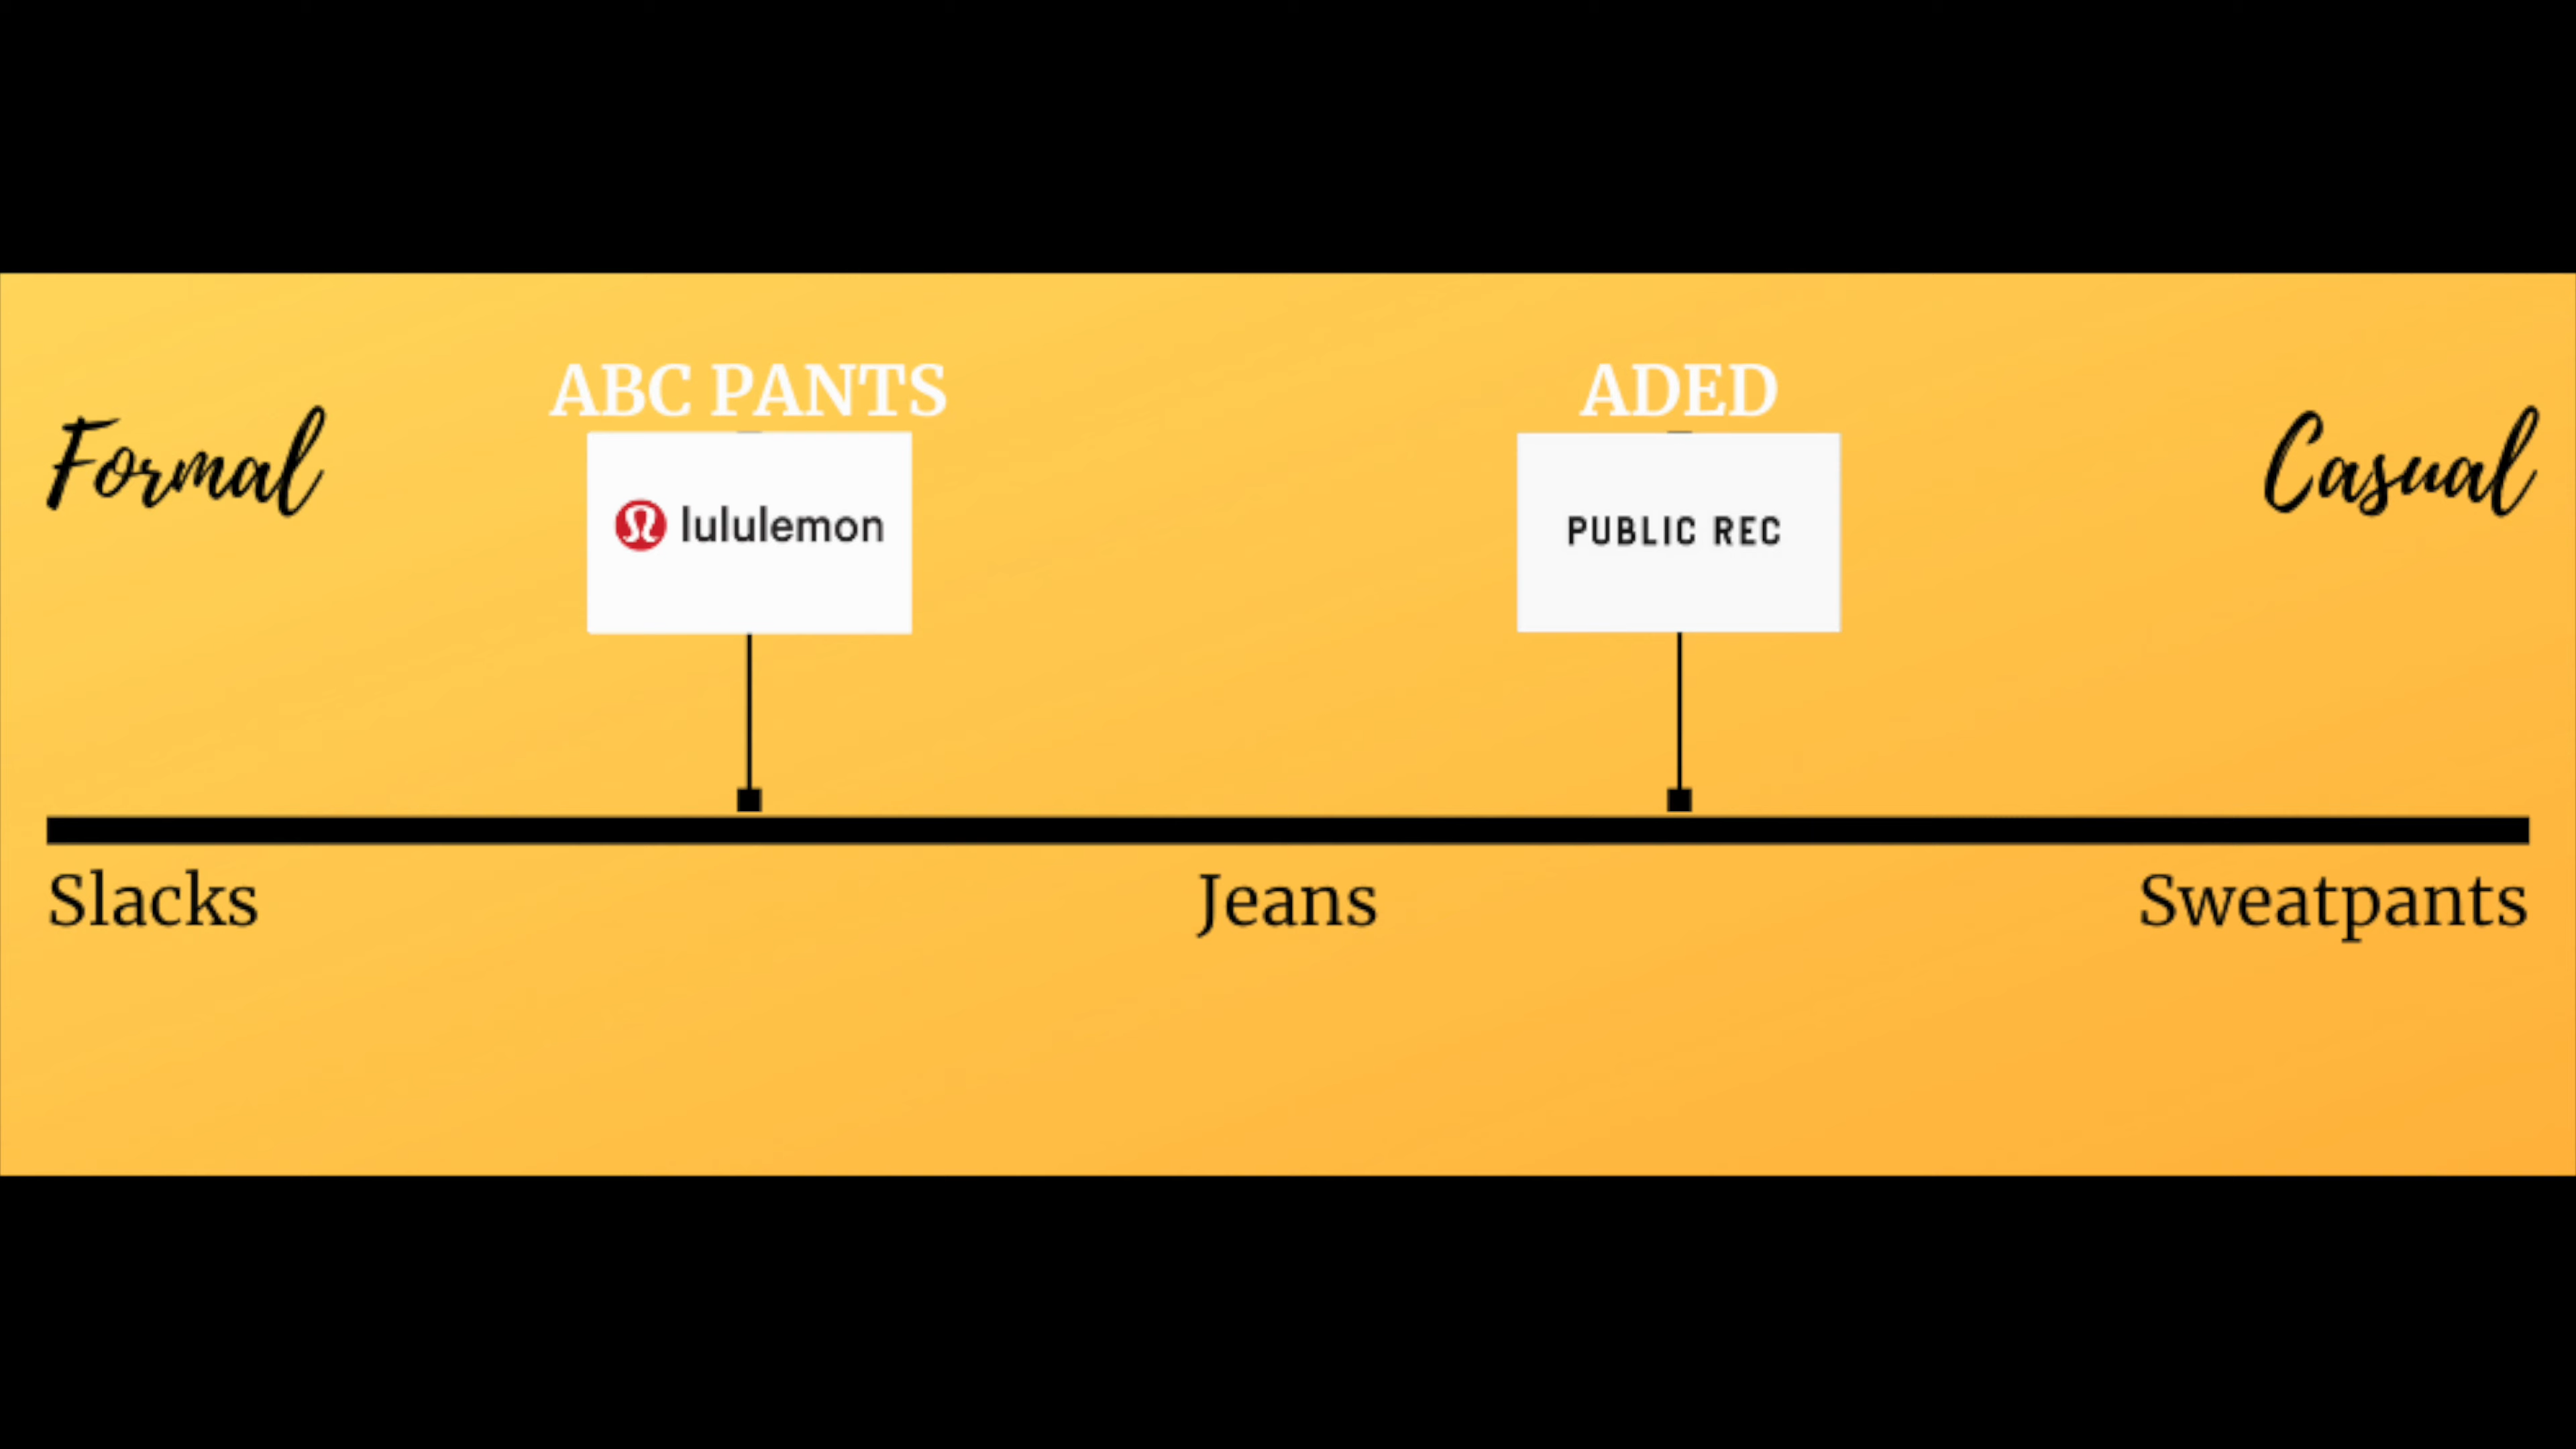 ABC PANTS
ADED
Formal
Casual
lululemon
PUBLIC REC
Slacks
Jeans
Sweatpants